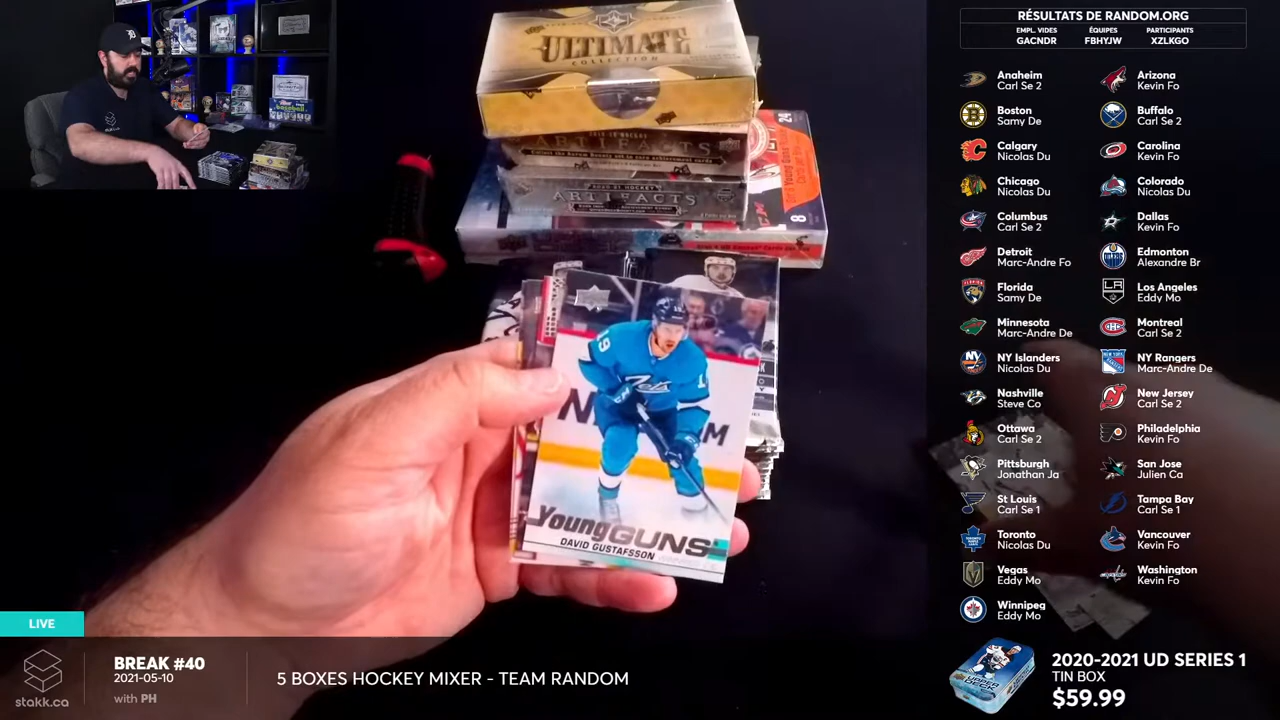 RÉSULTATS DE RANDOM.ORG
EMPL. VIDES
GACNDR
ÉQUIPES
FBHYJW
PARTICIPANTS
XZLKGO
Anaheim
Carl Se 2
Arizona
Kevin Fo
Boston
Samy De
Buffalo
Carl Se 2
Calgary
Nicolas Du
Carolina
Kevin Fo
Chicago
Nicolas Du
Colorado
Nicolas Du
Columbus
Carl Se 2
Dallas
Kevin Fo
Detroit
Marc-Andre Fo
Edmonton
Alexandre Br
Florida
Samy De
Los Angeles
Eddy Mo
Minnesota
Marc-Andre De
Montreal
Carl Se 2
NY Islanders
Nicolas Du
NY Rangers
Marc-Andre De
Nashville
Steve Co
New Jersey
Carl Se 2
Ottawa
Carl Se 2
Philadelphia
Kevin Fo
Pittsburgh
Jonathan Ja
San Jose
Julien Ca
St Louis
Carl Se 1
Tampa Bay
Carl Se 1
Toronto
Nicolas Du
Vancouver
Kevin Fo
Vegas
Eddy Mo
Washington
Kevin Fo
Winnipeg
Eddy Mo
ULTIMATE
COLLECTION
ARTIFACTS
ARTIFACTS
24
8
19
Jets
Young GUNS
DAVID GUSTAFSSON
LIVE
stakk.ca
BREAK #40
2021-05-10
with PH
5 BOXES HOCKEY MIXER - TEAM RANDOM
2020-2021 UD SERIES 1
TIN BOX
$59.99